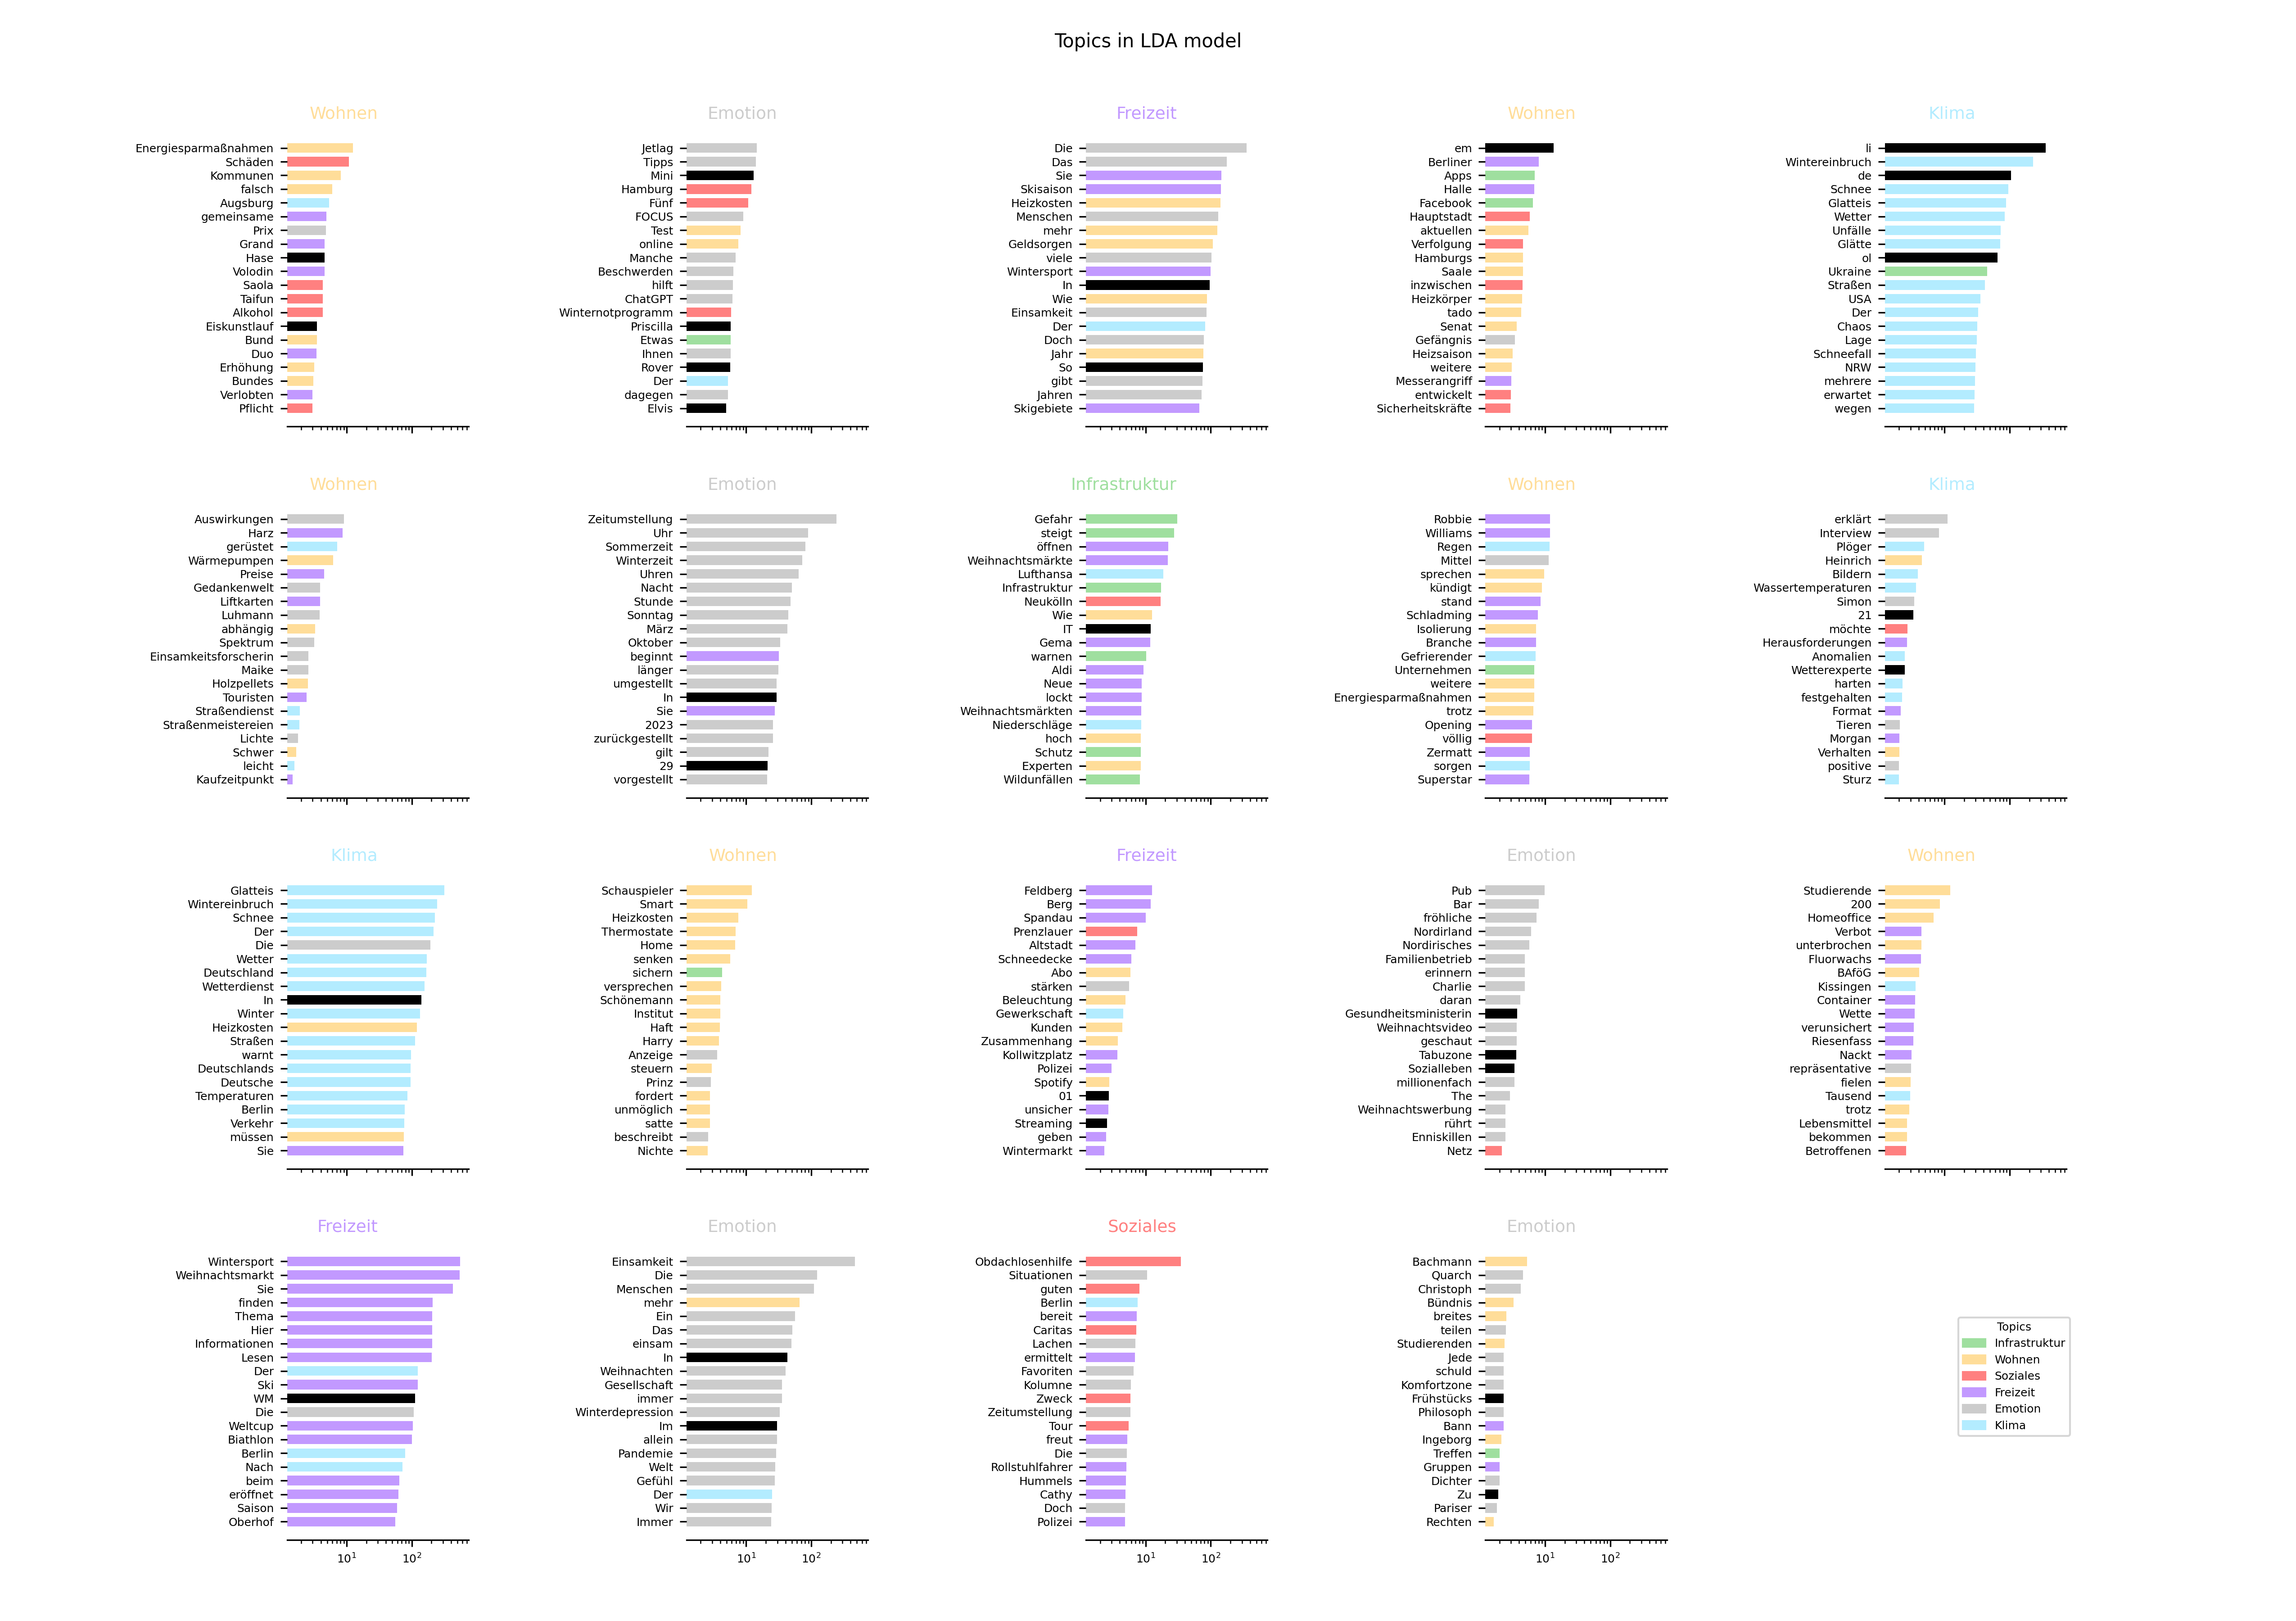 Topics in LDA model
Wohnen
Energiesparmaßnahmen
Schäden
Kommunen
falsch
Augsburg
gemeinsame
Prix
Grand
Hase
Volodin
Saola
Taifun
Alkohol
Eiskunstlauf
Bund
Duo
Erhöhung
Bundes
Verlobten
Pflicht
Emotion
Jetlag
Tipps
Mini
Hamburg
Fünf
FOCUS
Test
online
Manche
Beschwerden
hilft
ChatGPT
Winternotprogramm
Priscilla
Etwas
Ihnen
Rover
Der
dagegen
Elvis
Freizeit
Die
Das
Sie
Skisaison
Heizkosten
Menschen
mehr
Geldsorgen
viele
Wintersport
In
Wie
Einsamkeit
Der
Doch
Jahr
So
gibt
Jahren
Skigebiete
Wohnen
em
Berliner
Apps
Halle
Facebook
Hauptstadt
aktuellen
Verfolgung
Hamburgs
Saale
inzwischen
Heizkörper
tado
Senat
Gefängnis
Heizsaison
weitere
Messerangriff
entwickelt
Sicherheitskräfte
Klima
li
Wintereinbruch
de
Schnee
Glatteis
Wetter
Unfälle
Glätte
ol
Ukraine
Straßen
USA
Der
Chaos
Lage
Schneefall
NRW
mehrere
erwartet
wegen
Wohnen
Auswirkungen
Harz
gerüstet
Wärmepumpen
Preise
Gedankenwelt
Liftkarten
Luhmann
abhängig
Spektrum
Einsamkeitsforscherin
Maike
Holzpellets
Touristen
Straßendienst
Straßenmeistereien
Lichte
Schwer
leicht
Kaufzeitpunkt
Emotion
Zeitumstellung
Uhr
Sommerzeit
Winterzeit
Uhren
Nacht
Stunde
Sonntag
März
Oktober
beginnt
länger
umgestellt
In
Sie
2023
zurückgestellt
gilt
29
vorgestellt
Infrastruktur
Gefahr
steigt
öffnen
Weihnachtsmärkte
Lufthansa
Infrastruktur
Neukölln
Wie
IT
Gema
warnen
Aldi
Neue
lockt
Weihnachtsmärkten
Niederschläge
hoch
Schutz
Experten
Wildunfällen
Wohnen
Robbie
Williams
Regen
Mittel
sprechen
kündigt
stand
Schladming
Isolierung
Branche
Gefrierender
Unternehmen
weitere
Energiesparmaßnahmen
trotz
Opening
völlig
Zermatt
sorgen
Superstar
Klima
erklärt
Interview
Plöger
Heinrich
Bildern
Wassertemperaturen
Simon
21
möchte
Herausforderungen
Anomalien
Wetterexperte
harten
festgehalten
Format
Tieren
Morgan
Verhalten
positive
Sturz
Klima
Glatteis
Wintereinbruch
Schnee
Der
Die
Wetter
Deutschland
Wetterdienst
In
Winter
Heizkosten
Straßen
warnt
Deutschlands
Deutsche
Temperaturen
Berlin
Verkehr
müssen
Sie
Wohnen
Schauspieler
Smart
Heizkosten
Thermostate
Home
senken
sichern
versprechen
Schönemann
Institut
Haft
Harry
Anzeige
steuern
Prinz
fordert
unmöglich
satte
beschreibt
Nichte
Freizeit
Feldberg
Berg
Spandau
Prenzlauer
Altstadt
Schneedecke
Abo
stärken
Beleuchtung
Gewerkschaft
Kunden
Zusammenhang
Kollwitzplatz
Polizei
Spotify
01
unsicher
Streaming
geben
Wintermarkt
Emotion
Pub
Bar
fröhliche
Nordirland
Nordirisches
Familienbetrieb
erinnern
Charlie
daran
Gesundheitsministerin
Weihnachtsvideo
geschaut
Tabuzone
Sozialleben
millionenfach
The
Weihnachtswerbung
rührt
Enniskillen
Netz
Wohnen
Studierende
200
Homeoffice
Verbot
unterbrochen
Fluorwachs
BAföG
Kissingen
Container
Wette
verunsichert
Riesenfass
Nackt
repräsentative
fielen
Tausend
trotz
Lebensmittel
bekommen
Betroffenen
Freizeit
Wintersport
Weihnachtsmarkt
Sie
finden
Thema
Hier
Informationen
Lesen
Der
Ski
WM
Die
Weltcup
Biathlon
Berlin
Nach
beim
eröffnet
Saison
Oberhof
10¹ 10²
Emotion
Einsamkeit
Die
Menschen
mehr
Ein
Das
einsam
In
Weihnachten
Gesellschaft
immer
Winterdepression
Im
allein
Pandemie
Welt
Gefühl
Der
Wir
Immer
10¹ 10²
Soziales
Obdachlosenhilfe
Situationen
guten
Berlin
bereit
Caritas
Lachen
ermittelt
Favoriten
Kolumne
Zweck
Zeitumstellung
Tour
freut
Die
Rollstuhlfahrer
Hummels
Cathy
Doch
Polizei
10¹ 10²
Emotion
Bachmann
Quarch
Christoph
Bündnis
breites
teilen
Studierenden
Jede
schuld
Komfortzone
Frühstücks
Philosoph
Bann
Ingeborg
Treffen
Gruppen
Dichter
Zu
Pariser
Rechten
10¹ 10²
Topics
Infrastruktur
Wohnen
Soziales
Freizeit
Emotion
Klima